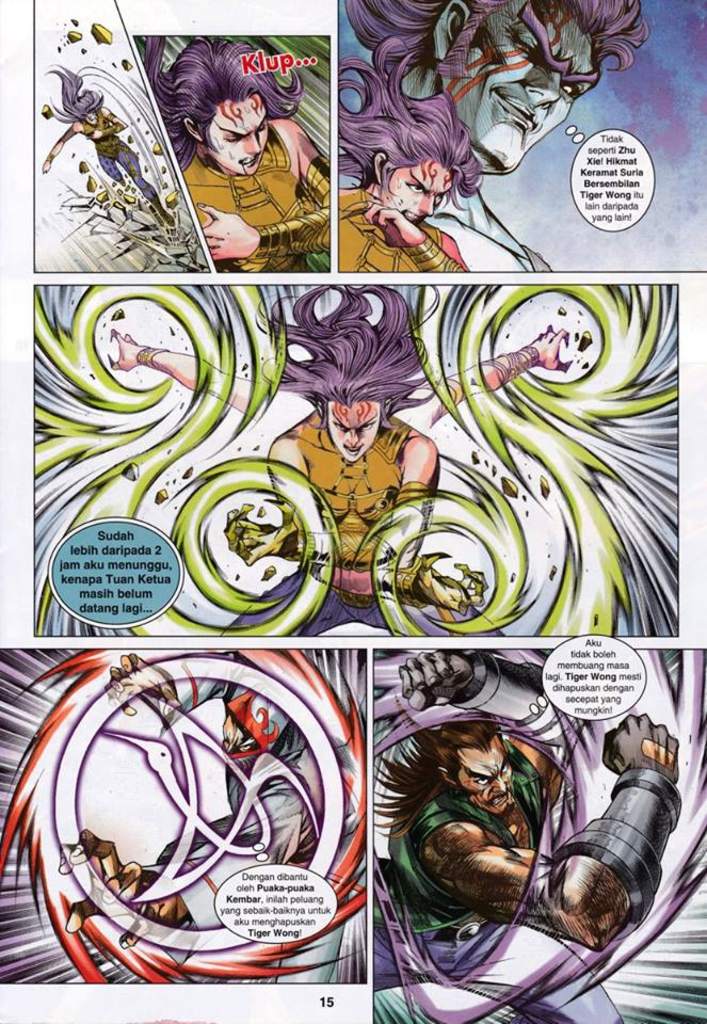 Klup...
Tidak
seperti Zhu
Xie! Hikmat
Keramat Suria
Bersembilan
Tiger Wong itu
lain daripada
yang lain!
Sudah
lebih daripada 2
jam aku menunggu,
kenapa Tuan Ketua
masih belum
datang lagi...
Aku
tidak boleh
membuang masa
lagi. Tiger Wong mesti
dihapuskan dengan
secepat yang
mungkin!
Dengan dibantu
oleh Puaka-puaka
Kembar, inilah peluang
yang sebaik-baiknya untuk
aku menghapuskan
Tiger Wong!
15